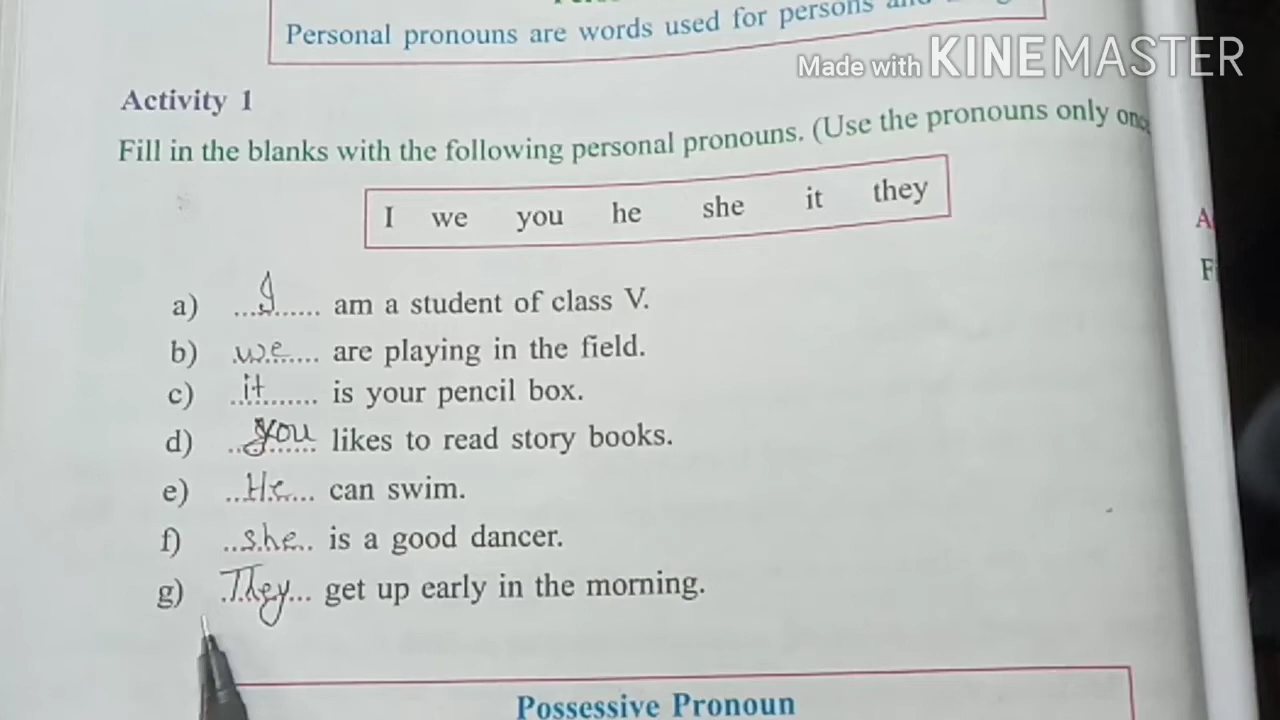 Personal pronouns are words used for persons
Made with KINEMASTER
Activity 1
Fill in the blanks with the following personal pronouns. (Use the pronouns only
I we you he she it they
a) ...I...... am a student of class V.
b) .we...... are playing in the field.
c) ..it........ is your pencil box.
d) ..you.... likes to read story books.
e) ...He.... can swim.
f) ..she.. is a good dancer.
g) .They... get up early in the morning.
Possessive Pronoun